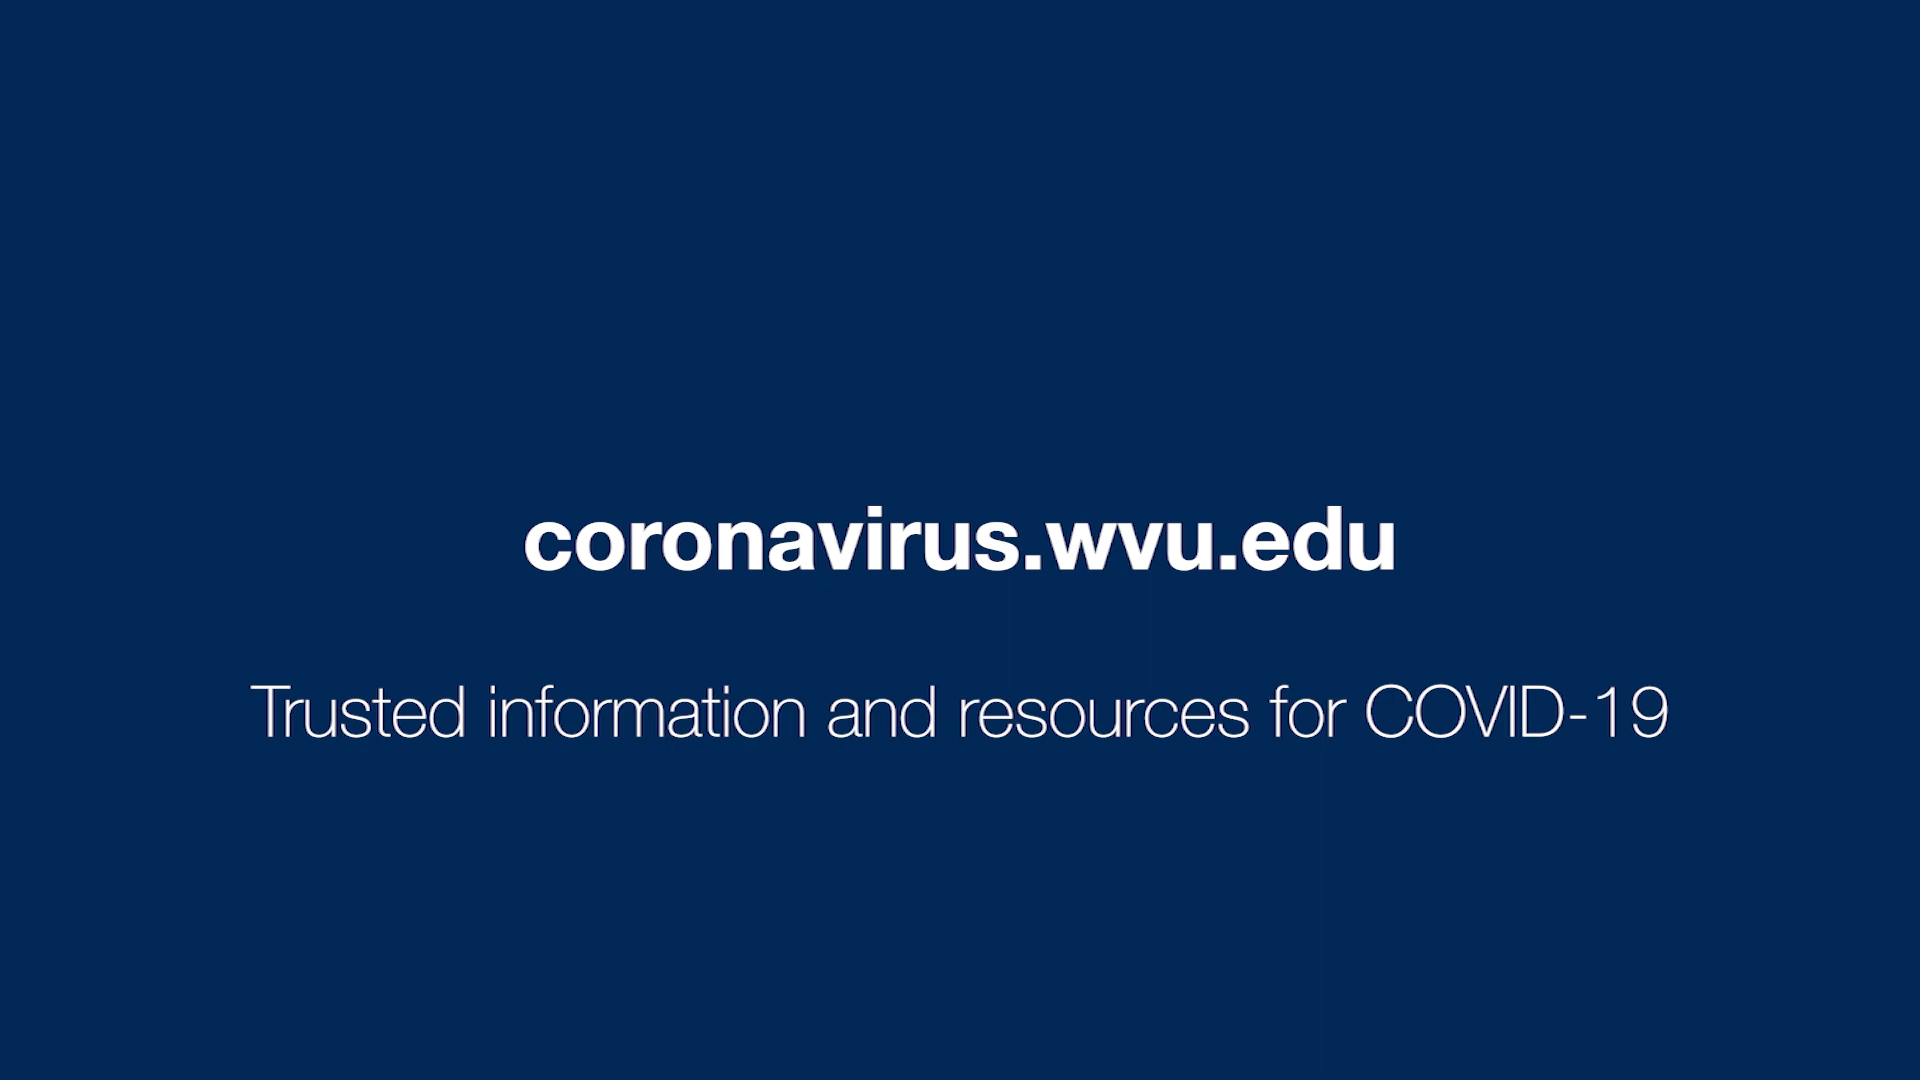 coronavirus.wvu.edu
Trusted information and resources for COVID-19